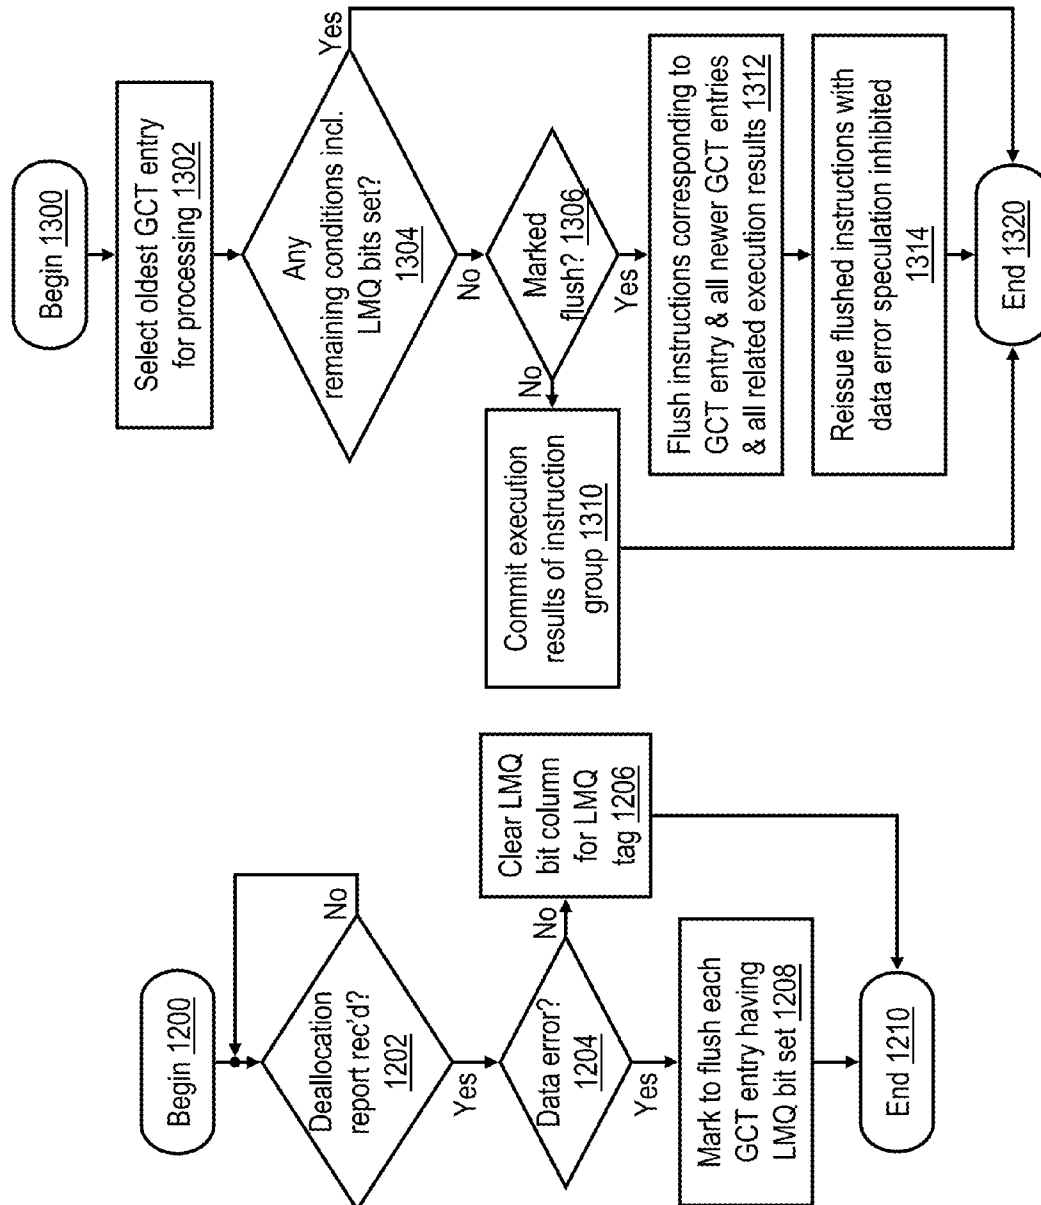 Begin 1200
Deallocation
report rec'd?
1202
No
Yes
Data error?
1204
No
Clear LMQ
bit column
for LMQ
tag 1206
Yes
Mark to flush each
GCT entry having
LMQ bit set 1208
End 1210
Begin 1300
Select oldest GCT entry
for processing 1302
Any
remaining conditions incl.
LMQ bits set?
1304
Yes
No
Marked
flush? 1306
No
Commit execution
results of instruction
group 1310
Yes
Flush instructions corresponding to
GCT entry & all newer GCT entries
& all related execution results 1312
Reissue flushed instructions with
data error speculation inhibited
1314
End 1320